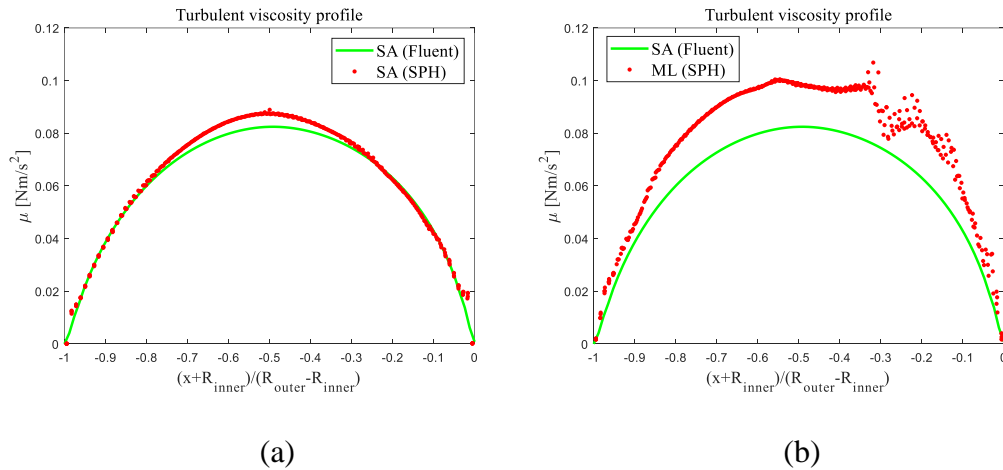 Turbulent viscosity profile
0.12
0.1
0.08
0.06
0.04
0.02
0
μ [Nm/s²]
SA (Fluent)
SA (SPH)
-1 -0.9 -0.8 -0.7 -0.6 -0.5 -0.4 -0.3 -0.2 -0.1 0
(x+R_inner)/(R_outer-R_inner)
(a)
Turbulent viscosity profile
0.12
0.1
0.08
0.06
0.04
0.02
0
μ [Nm/s²]
SA (Fluent)
ML (SPH)
-1 -0.9 -0.8 -0.7 -0.6 -0.5 -0.4 -0.3 -0.2 -0.1 0
(x+R_inner)/(R_outer-R_inner)
(b)